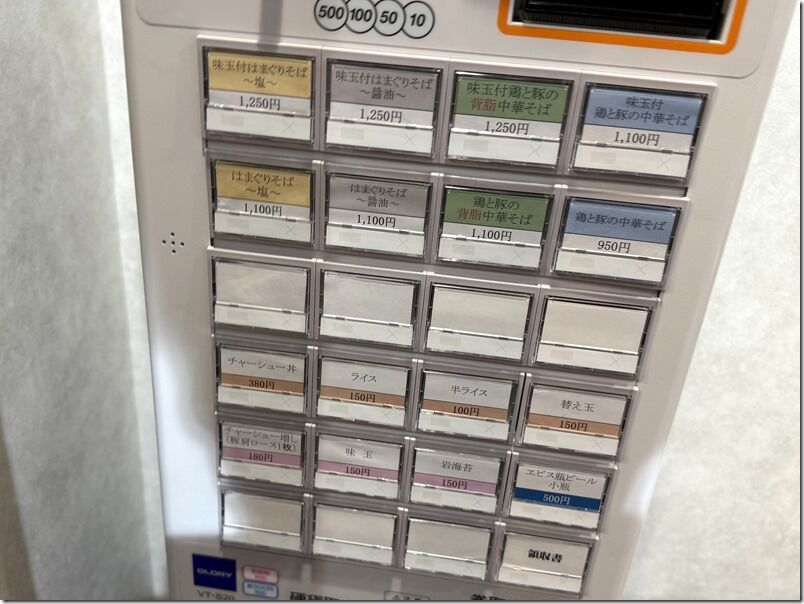 500 100 50 10
味玉付はまぐりそば
～塩～
1,250円
味玉付はまぐりそば
～醤油～
1,250円
味玉付鶏と豚の
背脂中華そば
1,250円
味玉付
鶏と豚の中華そば
1,100円
はまぐりそば
～塩～
1,100円
はまぐりそば
～醤油～
1,100円
鶏と豚の
背脂中華そば
1,100円
鶏と豚の中華そば
950円
チャーシュー丼
380円
ライス
150円
半ライス
100円
替え玉
150円
チャーシュー増し
(豚肩ロース1枚)
180円
味玉
150円
岩海苔
150円
ヱビス瓶ビール
小瓶
500円
領収書
GLORY
VT-S20